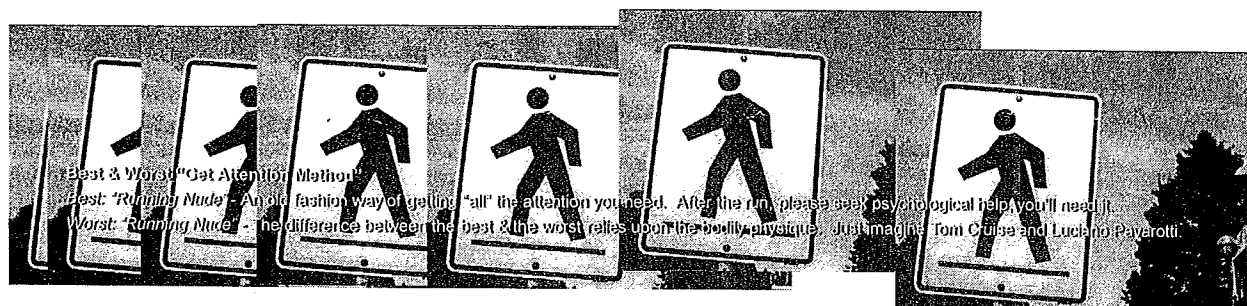 Best & Worst "Get Attention Method"
Best: "Running Nude" - An old fashion way of getting "all" the attention you need. After the run, please seek psychological help, you'll need it.
Worst: "Running Nude" - The difference between the best & the worst relies upon the bodily physique. Just imagine Tom Cruise and Luciano Pavarotti.